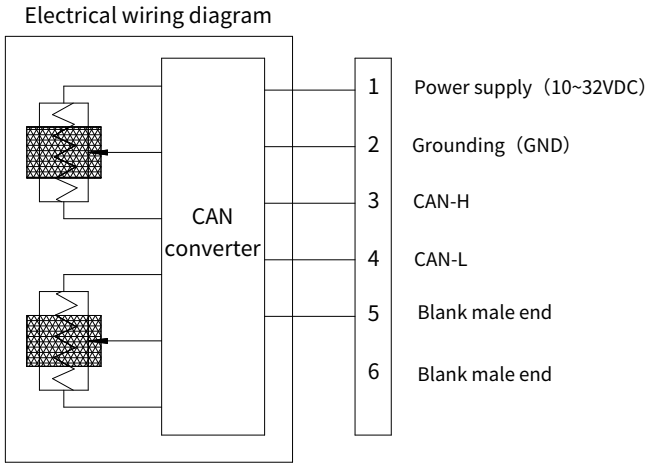 Electrical wiring diagram
1 Power supply（10~32VDC）
2 Grounding（GND）
3 CAN-H
CAN
converter
4 CAN-L
5 Blank male end
6 Blank male end